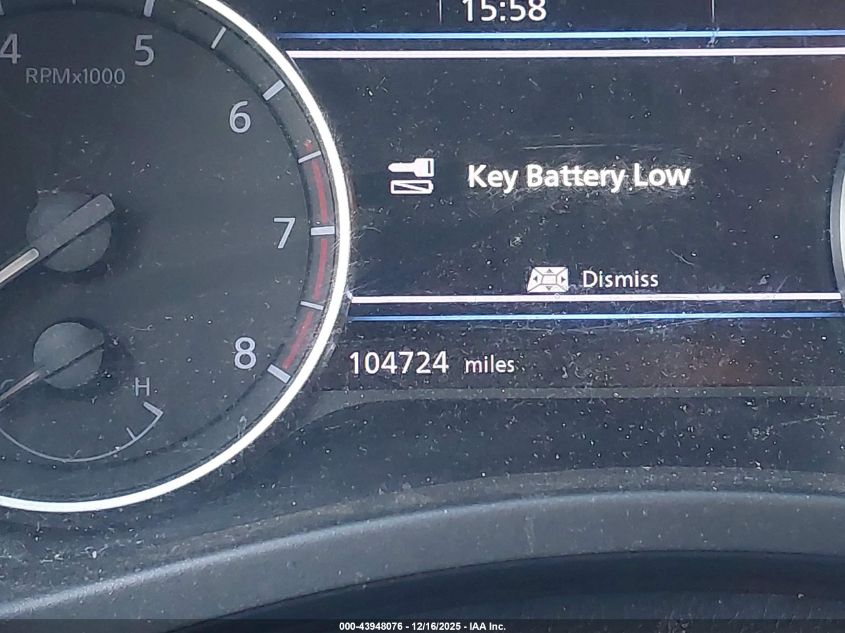 15:58
4
5
RPMx1000
6
Key Battery Low
7
Dismiss
8
104724 miles
H
000-43948076 - 12/16/2025 - IAA Inc.